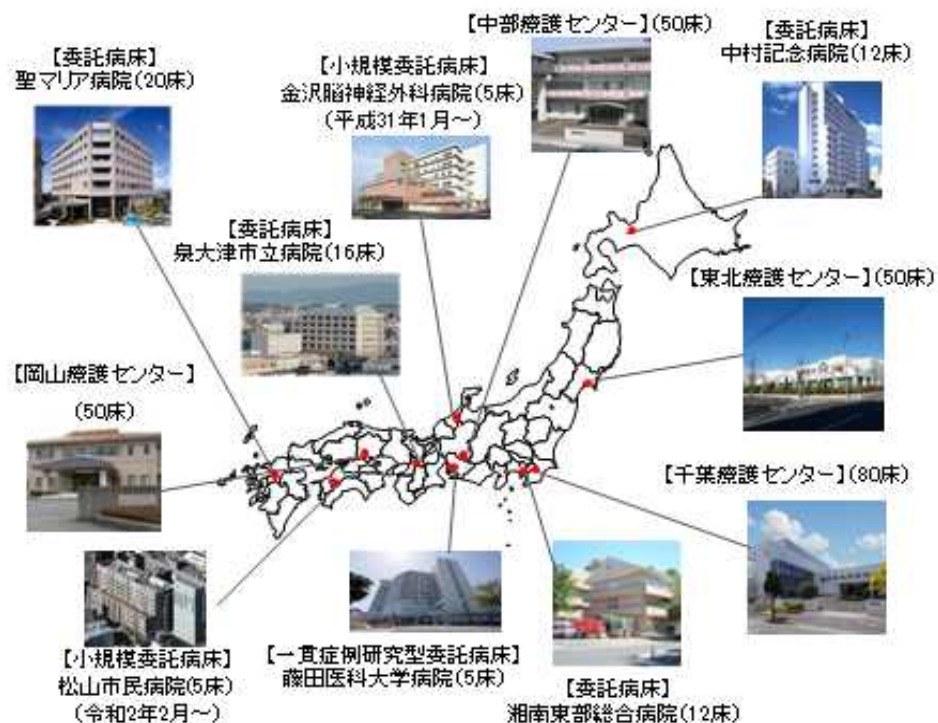 【委託病床】
聖マリア病院(20床)
【小規模委託病床】
金沢脳神経外科病院(5床)
(平成31年1月～)
【中部療護センター】(50床)
【委託病床】
中村記念病院(12床)
【委託病床】
泉大津市立病院(16床)
【東北療護センター】(50床)
【岡山療護センター】
(50床)
【千葉療護センター】(80床)
【小規模委託病床】
松山市民病院(5床)
(令和2年2月～)
【一貫症例研究型委託病床】
藤田医科大学病院(5床)
【委託病床】
湘南東部総合病院(12床)